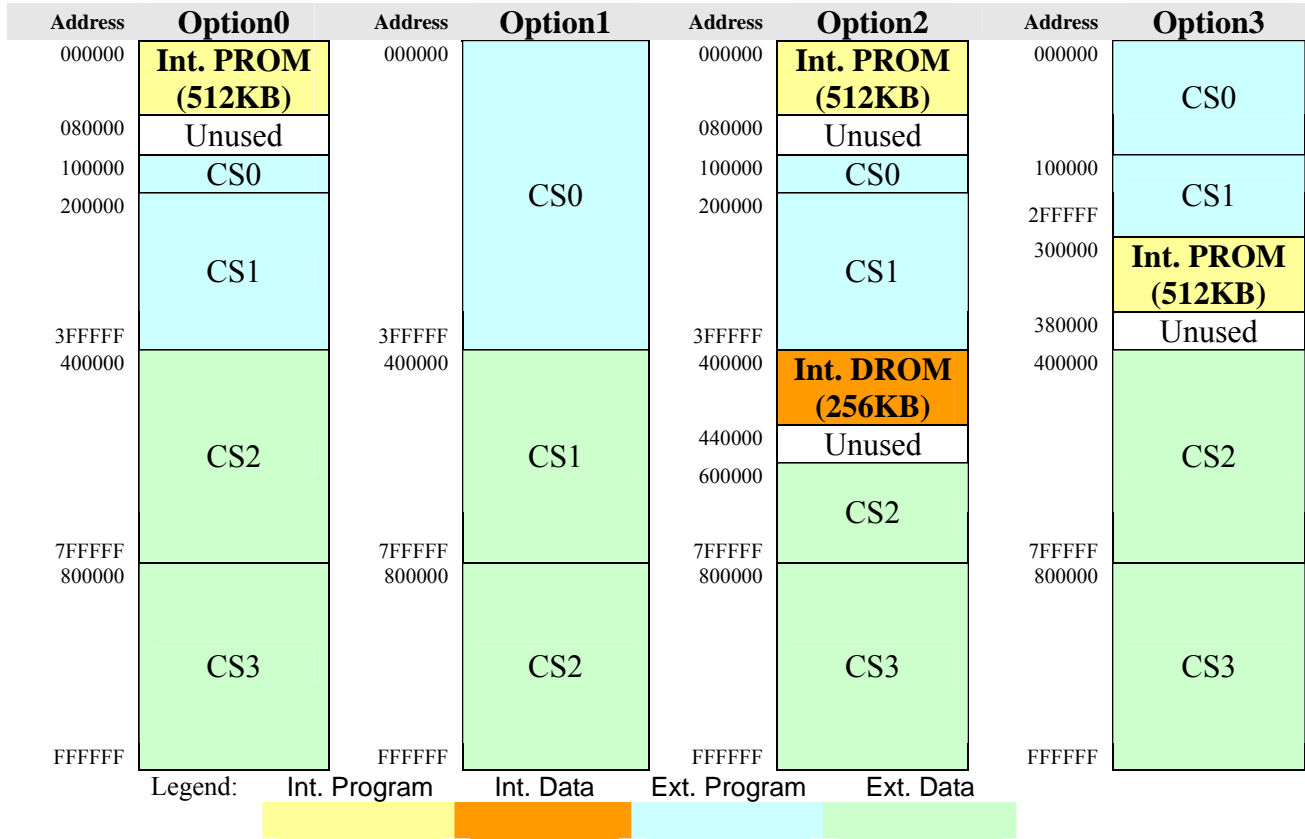 Address Option0 Address Option1 Address Option2 Address Option3
000000 Int. PROM 000000 000000 Int. PROM 000000
(512KB) (512KB) CS0
080000 Unused 080000 Unused
100000 CS0 100000 CS0 100000
CS0 CS1
200000 200000 2FFFFF
CS1 CS1 300000 Int. PROM
(512KB)
3FFFFF 3FFFFF 3FFFFF 380000 Unused
400000 400000 400000 Int. DROM 400000
(256KB)
440000 Unused
CS2 CS1 CS2
600000
CS2
7FFFFF 7FFFFF 7FFFFF 7FFFFF
800000 800000 800000 800000
CS3 CS2 CS3 CS3
FFFFFF FFFFFF FFFFFF FFFFFF
Legend: Int. Program Int. Data Ext. Program Ext. Data